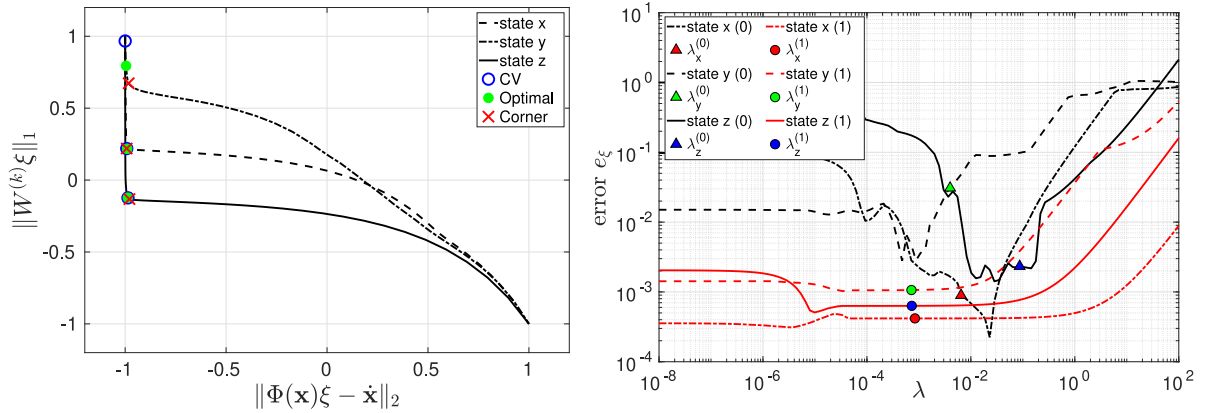 1
0.5
0
-0.5
-1
-1
-0.5
0
0.5
1
‖W^(k)ξ‖₁
‖Φ(x)ξ − ẋ‖₂
state x
state y
state z
CV
Optimal
Corner
10^1
10^0
10^-1
10^-2
10^-3
10^-4
10^-8
10^-6
10^-4
10^-2
10^0
10^2
error e_ξ
λ
state x (0) state x (1)
λ_x^(0) λ_x^(1)
state y (0) state y (1)
λ_y^(0) λ_y^(1)
state z (0) state z (1)
λ_z^(0) λ_z^(1)